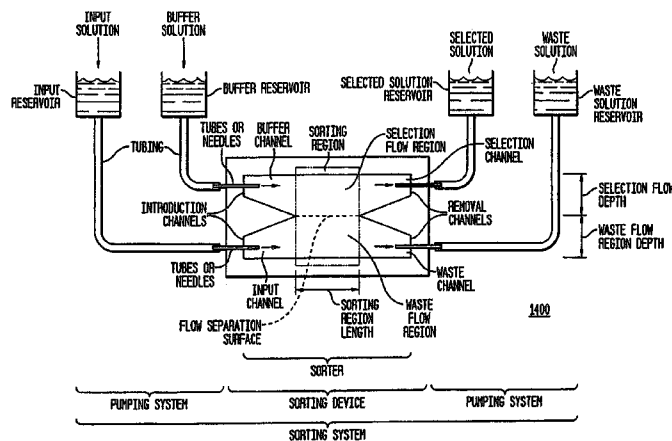 INPUT
SOLUTION
BUFFER
SOLUTION
SELECTED
SOLUTION
WASTE
SOLUTION
INPUT
RESERVOIR
BUFFER RESERVOIR
SELECTED SOLUTION
RESERVOIR
WASTE
SOLUTION
RESERVOIR
TUBING
TUBES OR
NEEDLES
BUFFER
CHANNEL
SORTING
REGION
SELECTION
FLOW REGION
SELECTION
CHANNEL
INTRODUCTION
CHANNELS
REMOVAL
CHANNELS
SELECTION FLOW
DEPTH
WASTE FLOW
REGION DEPTH
TUBES OR
NEEDLES
INPUT
CHANNEL
SORTING
REGION
LENGTH
WASTE
FLOW
REGION
WASTE
CHANNEL
FLOW SEPARATION
SURFACE
1400
SORTER
PUMPING SYSTEM
SORTING DEVICE
PUMPING SYSTEM
SORTING SYSTEM